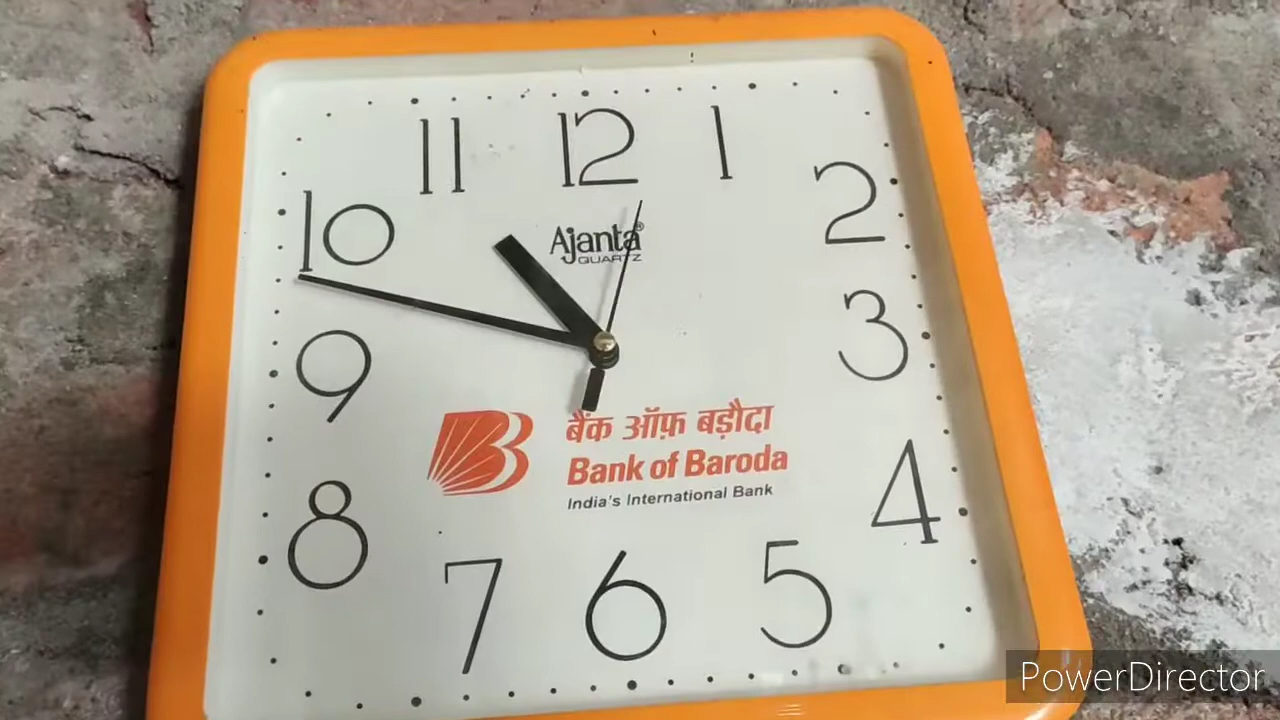 11 12 1
10 2
Ajanta®
QUARTZ
9 3
बैंक ऑफ़ बड़ौदा
Bank of Baroda
India's International Bank
8 4
7 6 5
PowerDirector